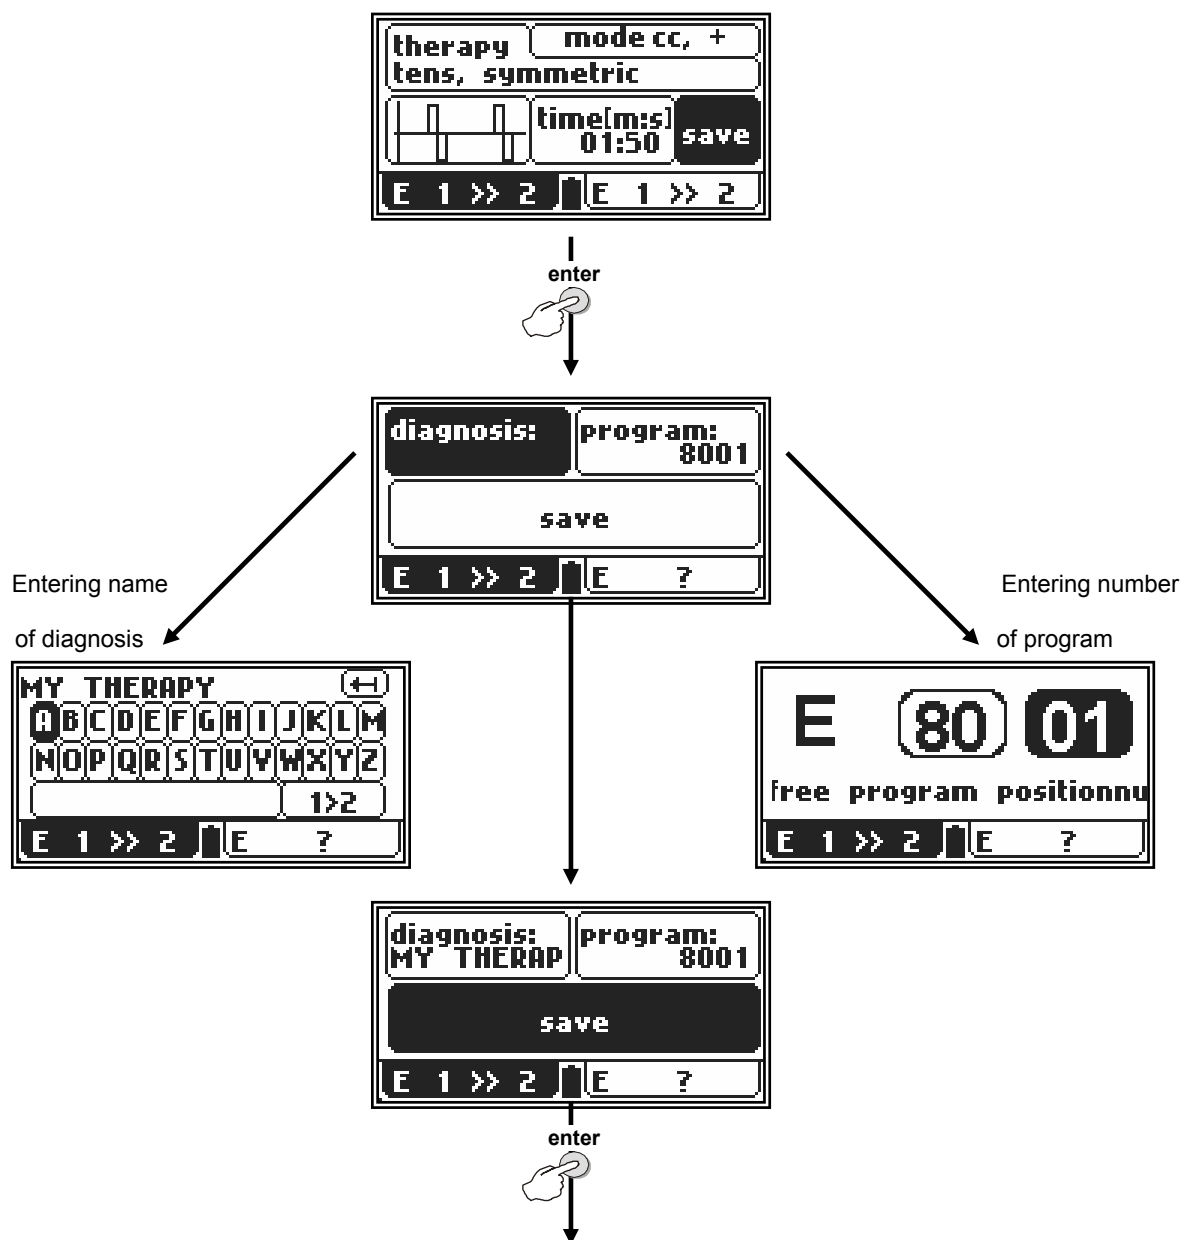 therapy mode cc, +
tens, symmetric
time[m:s]
01:50
save
E 1 >> 2 E 1 >> 2
enter
diagnosis: program:
8001
save
E 1 >> 2 E ?
Entering name
of diagnosis
Entering number
of program
MY THERAPY
A B C D E F G H I J K L M
N O P Q R S T U V W X Y Z
1>2
E 1 >> 2 E ?
E 80 01
free program positionnu
E 1 >> 2 E ?
diagnosis: program:
MY THERAP 8001
save
E 1 >> 2 E ?
enter